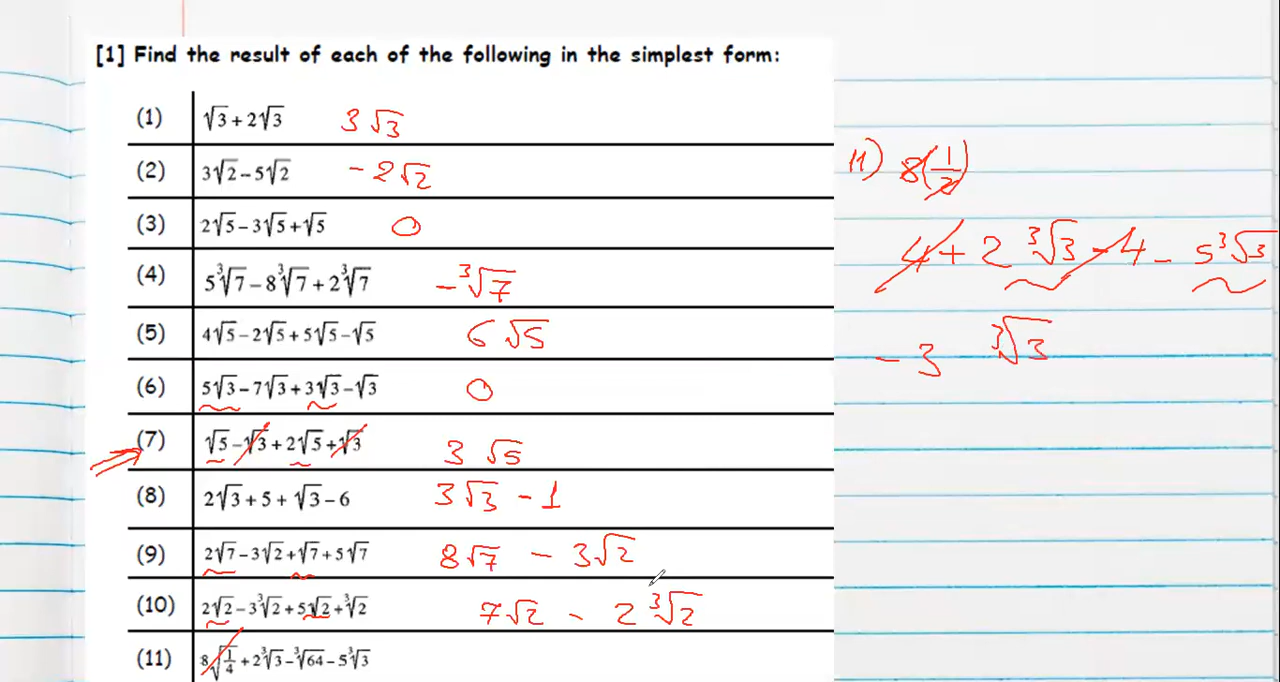 [1] Find the result of each of the following in the simplest form:
(1) √3 + 2√3 3√3
(2) 3√2 - 5√2 -2√2
(3) 2√5 - 3√5 + √5 0
(4) 5∛7 - 8∛7 + 2∛7 -∛7
(5) 4√5 - 2√5 + 5√5 - √5 6√5
(6) 5√3 - 7√3 + 3√3 - √3 0
(7) √5 - √3 + 2√5 + √3 3√5
(8) 2√3 + 5 + √3 - 6 3√3 - 1
(9) 2√7 - 3√2 + √7 + 5√7 8√7 - 3√2
(10) 2√2 - 3∛2 + 5√2 + ∛2 7√2 - 2∛2
(11) 8√(1/4) + 2∛3 - ∛64 - 5∛3
11) 8(1/2)
4 + 2∛3 - 4 - 5∛3
-3 ∛3